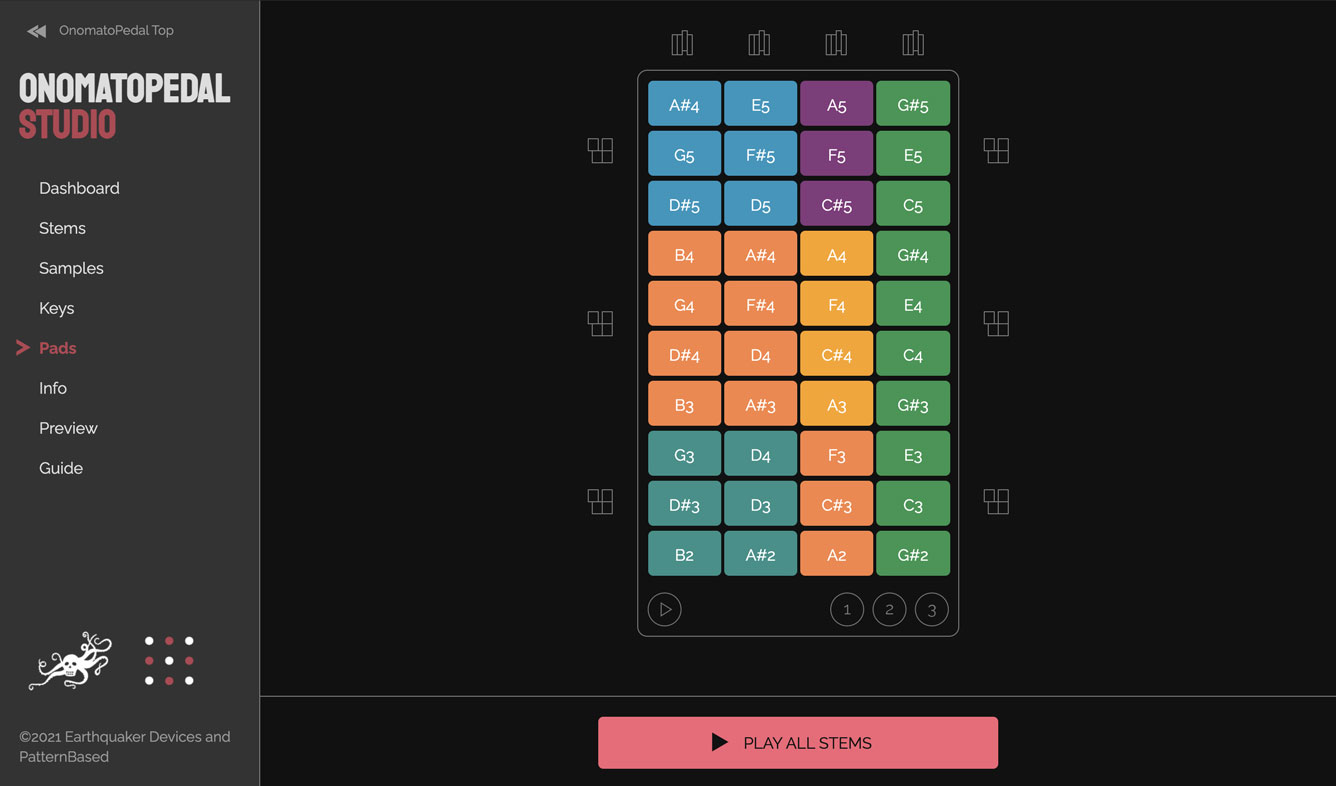 OnomatoPedal Top
ONOMATOPEDAL
STUDIO
Dashboard
Stems
Samples
Keys
Pads
Info
Preview
Guide
©2021 Earthquaker Devices and
PatternBased
A#4 E5 A5 G#5
G5 F#5 F5 E5
D#5 D5 C#5 C5
B4 A#4 A4 G#4
G4 F#4 F4 E4
D#4 D4 C#4 C4
B3 A#3 A3 G#3
G3 D4 F3 E3
D#3 D3 C#3 C3
B2 A#2 A2 G#2
1 2 3
PLAY ALL STEMS